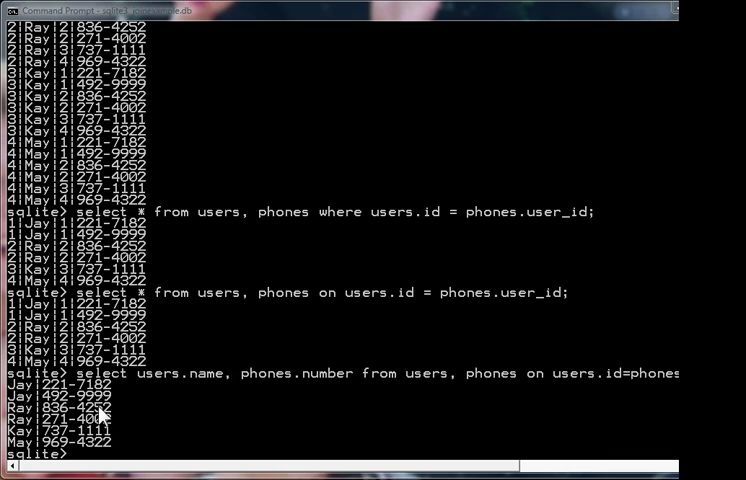 Command Prompt - sqlite3
2|Ray|2|836-4252
2|Ray|2|271-4002
2|Ray|3|737-1111
2|Ray|4|969-4322
3|Kay|1|221-7182
3|Kay|1|492-9999
3|Kay|2|836-4252
3|Kay|2|271-4002
3|Kay|3|737-1111
3|Kay|4|969-4322
4|May|1|221-7182
4|May|1|492-9999
4|May|2|836-4252
4|May|2|271-4002
4|May|3|737-1111
4|May|4|969-4322
sqlite> select * from users, phones where users.id = phones.user_id;
1|Jay|1|221-7182
1|Jay|1|492-9999
2|Ray|2|836-4252
2|Ray|2|271-4002
3|Kay|3|737-1111
4|May|4|969-4322
sqlite> select * from users, phones on users.id = phones.user_id;
1|Jay|1|221-7182
1|Jay|1|492-9999
2|Ray|2|836-4252
2|Ray|2|271-4002
3|Kay|3|737-1111
4|May|4|969-4322
sqlite> select users.name, phones.number from users, phones on users.id=phones
Jay|221-7182
Jay|492-9999
Ray|836-4252
Ray|271-4002
Kay|737-1111
May|969-4322
sqlite>